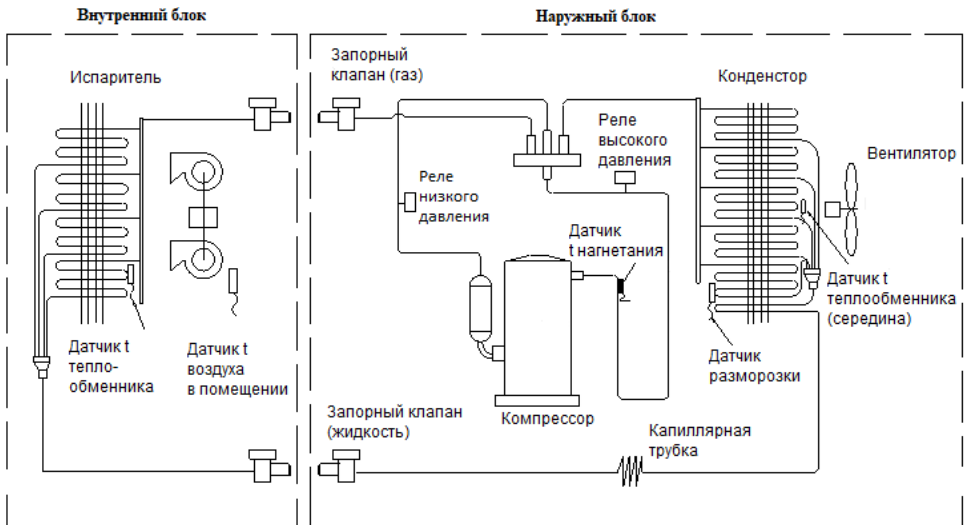 Внутренний блок
Наружный блок
Испаритель
Запорный
клапан (газ)
Конденстор
Реле
высокого
давления
Вентилятор
Реле
низкого
давления
Датчик
t нагнетания
Датчик t
теплообменника
(середина)
Датчик t
тепло-
обменника
Датчик t
воздуха
в помещении
Датчик
разморозки
Запорный клапан
(жидкость)
Компрессор
Капиллярная
трубка